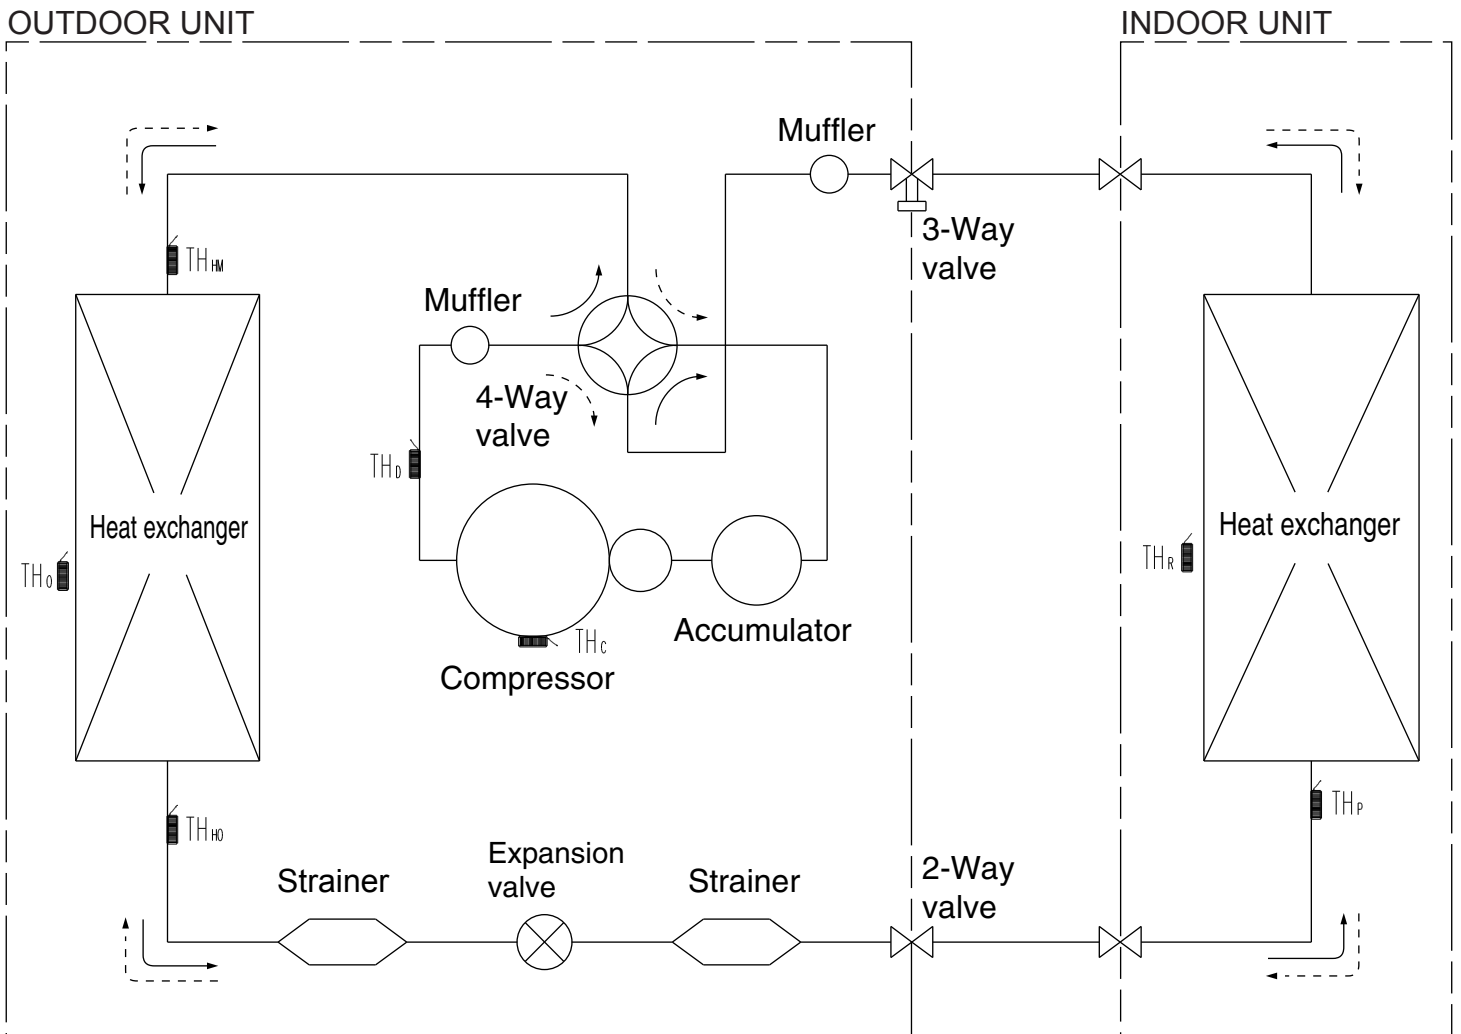 OUTDOOR UNIT
INDOOR UNIT
Muffler
3-Way
valve
TH HM
Muffler
4-Way
valve
TH D
Heat exchanger
Heat exchanger
TH O
TH R
TH C
Accumulator
Compressor
TH P
TH HO
Expansion
valve
Strainer
Strainer
2-Way
valve